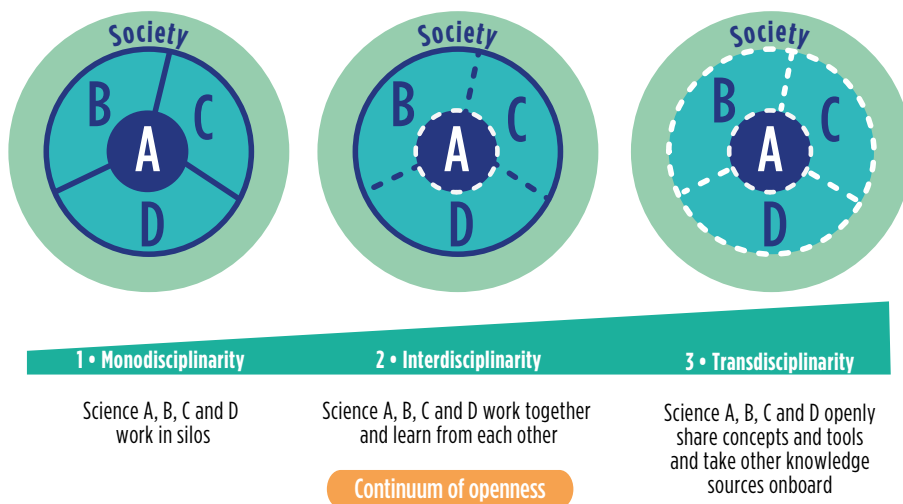 Society
B
C
A
D
Society
B
C
A
D
Society
B
C
A
D
1 • Monodisciplinarity
2 • Interdisciplinarity
3 • Transdisciplinarity
Science A, B, C and D
work in silos
Science A, B, C and D work together
and learn from each other
Science A, B, C and D openly
share concepts and tools
and take other knowledge
sources onboard
Continuum of openness